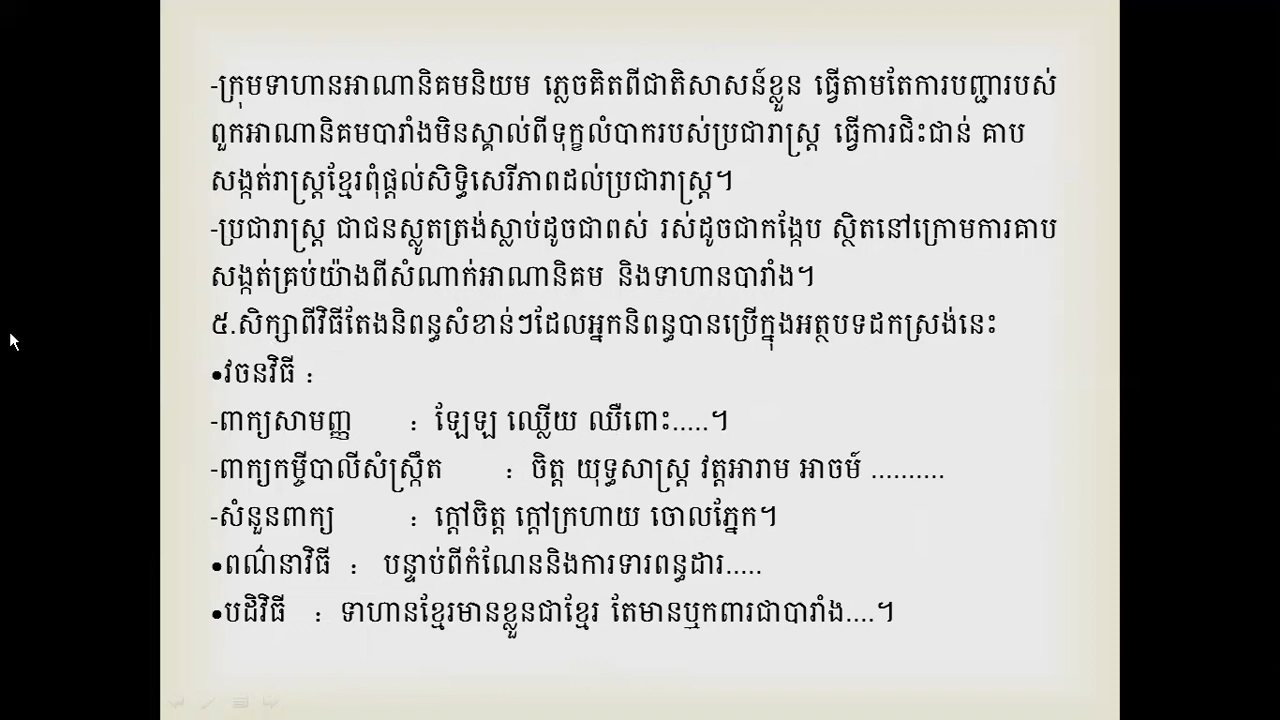 -ក្រុមទាហានអាណានិគមនិយម ភ្លេចគិតពីជាតិសាសន៍ខ្លួន ធ្វើតាមតែការបញ្ជារបស់
ពួកអាណានិគមបារាំងមិនស្គាល់ពីទុក្ខលំបាករបស់ប្រជារាស្ត្រ ធ្វើការជិះជាន់ គាប
សង្កត់រាស្ត្រខ្មែរពុំផ្ដល់សិទ្ធិសេរីភាពដល់ប្រជារាស្ត្រ។
-ប្រជារាស្ត្រ ជាជនស្លូតត្រង់ស្លាប់ដូចជាពស់ រស់ដូចជាកង្កែប ស្ថិតនៅក្រោមការគាប
សង្កត់គ្រប់យ៉ាងពីសំណាក់អាណានិគម និងទាហានបារាំង។
៥.សិក្សាពីវិធីតែងនិពន្ធសំខាន់ៗដែលអ្នកនិពន្ធបានប្រើក្នុងអត្ថបទដកស្រង់នេះ
•វចនវិធី :
-ពាក្យសាមញ្ញ : ឡែឡ ឈ្លើយ ឈឺពោះ.....។
-ពាក្យកម្ចីបាលីសំស្ក្រឹត : ចិត្ត យុទ្ធសាស្ត្រ វត្តអារាម អាចម៍ ..........
-សំនួនពាក្យ : ក្ដៅចិត្ត ក្ដៅក្រហាយ ចោលភ្នែក។
•ពណ៌នាវិធី : បន្ទាប់ពីកំណែននិងការទារពន្ធដារ.....
•បដិវិធី : ទាហានខ្មែរមានខ្លួនជាខ្មែរ តែមានឬកពារជាបារាំង....។